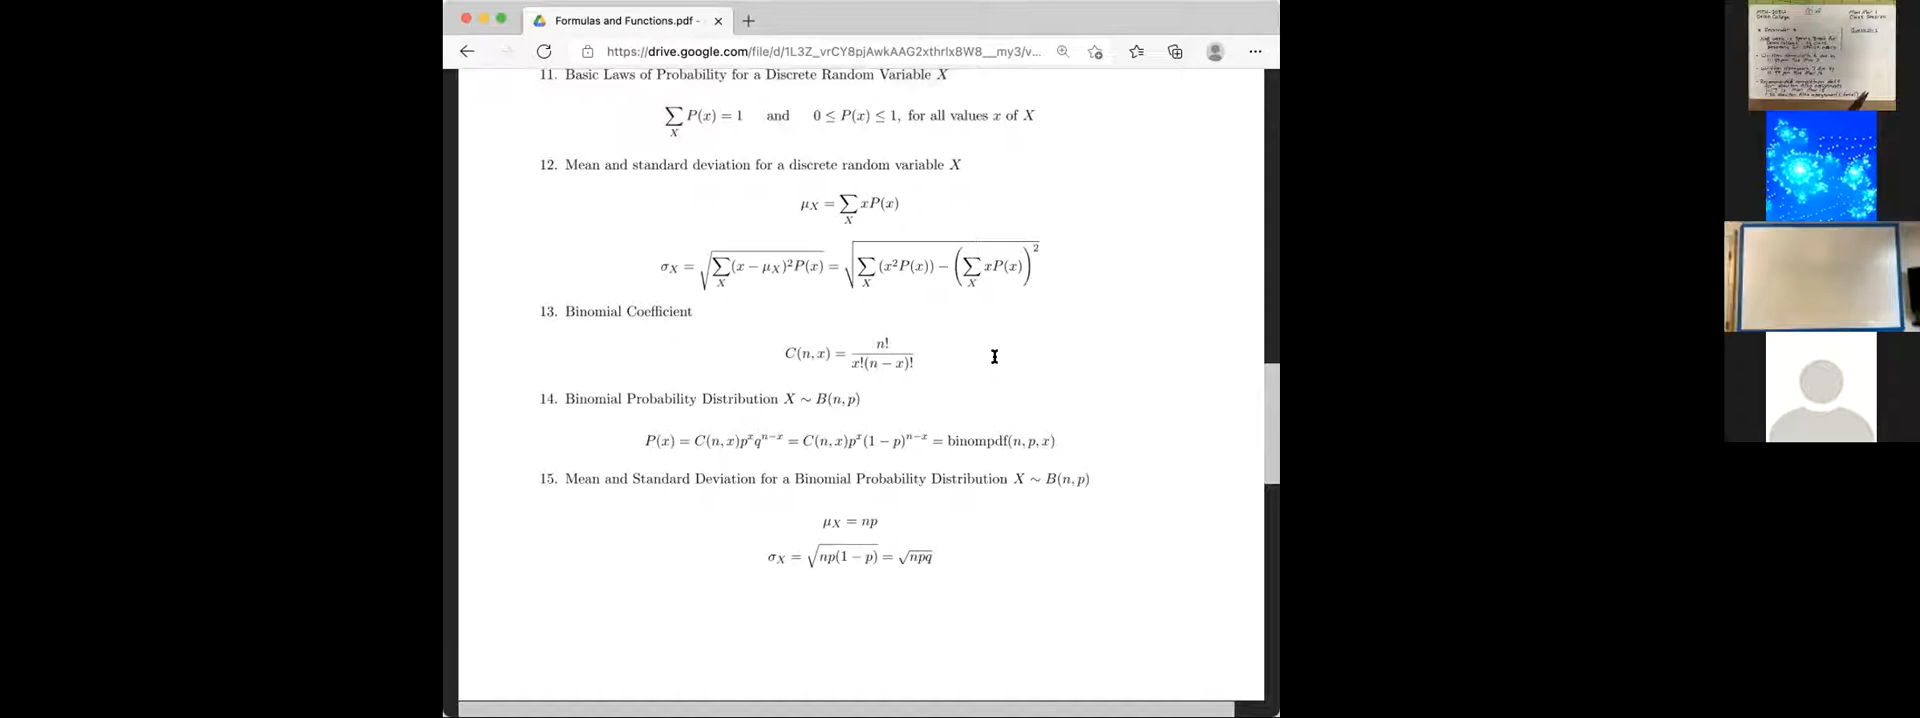 Formulas and Functions.pdf -
https://drive.google.com/file/d/1L3Z_vrCY8pjAwkAAG2xthrlx8W8__my3/v...
11. Basic Laws of Probability for a Discrete Random Variable X
∑_X P(x) = 1 and 0 ≤ P(x) ≤ 1, for all values x of X
12. Mean and standard deviation for a discrete random variable X
μ_X = ∑_X xP(x)
σ_X = √(∑_X (x − μ_X)²P(x)) = √(∑_X (x²P(x)) − (∑_X xP(x))²)
13. Binomial Coefficient
C(n, x) = n! / x!(n − x)!
14. Binomial Probability Distribution X ∼ B(n, p)
P(x) = C(n, x)p^x q^(n−x) = C(n, x)p^x (1 − p)^(n−x) = binompdf(n, p, x)
15. Mean and Standard Deviation for a Binomial Probability Distribution X ∼ B(n, p)
μ_X = np
σ_X = √(np(1 − p)) = √(npq)